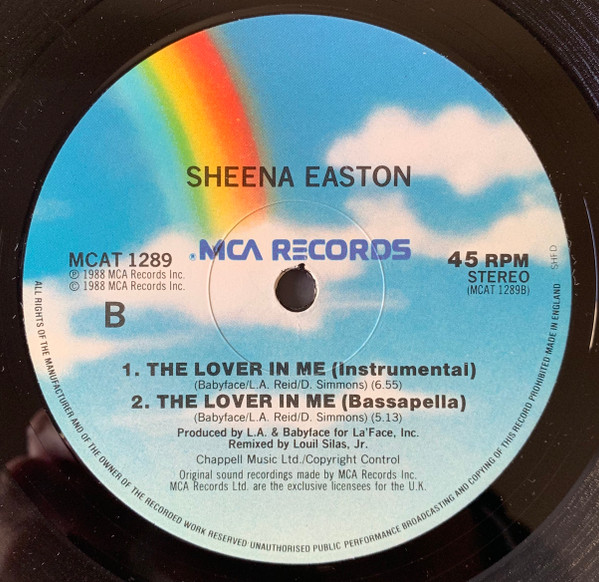 SHEENA EASTON
®MCA RECORDS
MCAT 1289
℗ 1988 MCA Records Inc.
© 1988 MCA Records Inc.
B
45 RPM
STEREO
(MCAT 1289B)
SHF D
1. THE LOVER IN ME (Instrumental)
(Babyface/L.A. Reid/D. Simmons) (6.55)
2. THE LOVER IN ME (Bassapella)
(Babyface/L.A. Reid/D. Simmons) (5.13)
Produced by L.A. & Babyface for La'Face, Inc.
Remixed by Louil Silas, Jr.
Chappell Music Ltd./Copyright Control
Original sound recordings made by MCA Records Inc.
MCA Records Ltd. are the exclusive licensees for the U.K.
ALL RIGHTS OF THE MANUFACTURER AND OF THE OWNER OF THE RECORDED WORK RESERVED·UNAUTHORISED PUBLIC PERFORMANCE BROADCASTING AND COPYING OF THIS RECORD PROHIBITED MADE IN ENGLAND